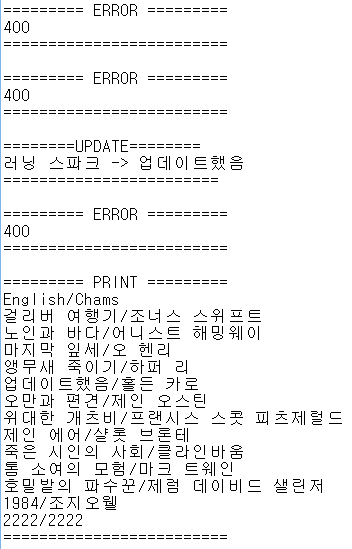 ========= ERROR =========
400
=========================
========= ERROR =========
400
=========================
========UPDATE========
러닝 스파크 -> 업데이트했음
========================
========= ERROR =========
400
=========================
========= PRINT =========
English/Chams
걸리버 여행기/조너스 스위프트
노인과 바다/어니스트 해밍웨이
마지막 잎세/오 헨리
앵무새 죽이기/하퍼 리
업데이트했음/홀든 카로
오만과 편견/제인 오스틴
위대한 개츠비/프랜시스 스콧 피츠제럴드
제인 에어/샬롯 브론테
죽은 시인의 사회/클라인바움
톰 소여의 모험/마크 트웨인
호밀밭의 파수꾼/제럼 데이비드 샐린저
1984/조지오웰
2222/2222
=========================